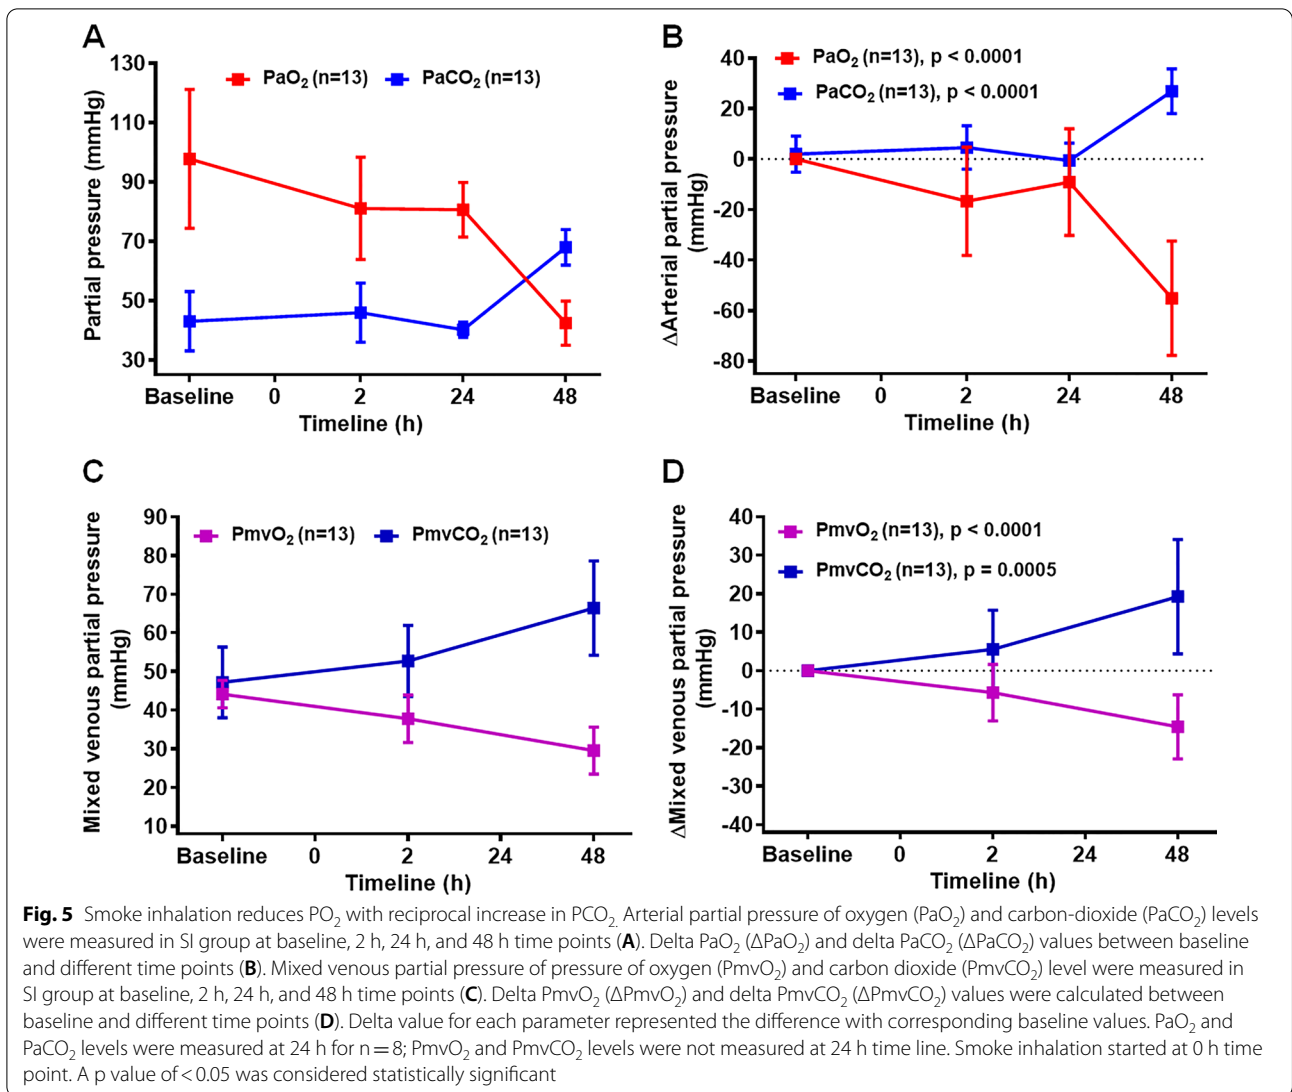 A
PaO2 (n=13) PaCO2 (n=13)
Partial pressure (mmHg)
130
110
90
70
50
30
Baseline 0 2 24 48
Timeline (h)
B
PaO2 (n=13), p < 0.0001
PaCO2 (n=13), p < 0.0001
ΔArterial partial pressure
(mmHg)
40
20
0
-20
-40
-60
-80
Baseline 0 2 24 48
Timeline (h)
C
PmvO2 (n=13) PmvCO2 (n=13)
Mixed venous partial pressure
(mmHg)
90
80
70
60
50
40
30
20
10
Baseline 0 2 24 48
Timeline (h)
D
PmvO2 (n=13), p < 0.0001
PmvCO2 (n=13), p = 0.0005
ΔMixed venous partial pressure
(mmHg)
40
30
20
10
0
-10
-20
-30
-40
Baseline 0 2 24 48
Timeline (h)
Fig. 5 Smoke inhalation reduces PO2 with reciprocal increase in PCO2. Arterial partial pressure of oxygen (PaO2) and carbon-dioxide (PaCO2) levels
were measured in SI group at baseline, 2 h, 24 h, and 48 h time points (A). Delta PaO2 (ΔPaO2) and delta PaCO2 (ΔPaCO2) values between baseline
and different time points (B). Mixed venous partial pressure of pressure of oxygen (PmvO2) and carbon dioxide (PmvCO2) level were measured in
SI group at baseline, 2 h, 24 h, and 48 h time points (C). Delta PmvO2 (ΔPmvO2) and delta PmvCO2 (ΔPmvCO2) values were calculated between
baseline and different time points (D). Delta value for each parameter represented the difference with corresponding baseline values. PaO2 and
PaCO2 levels were measured at 24 h for n = 8; PmvO2 and PmvCO2 levels were not measured at 24 h time line. Smoke inhalation started at 0 h time
point. A p value of < 0.05 was considered statistically significant